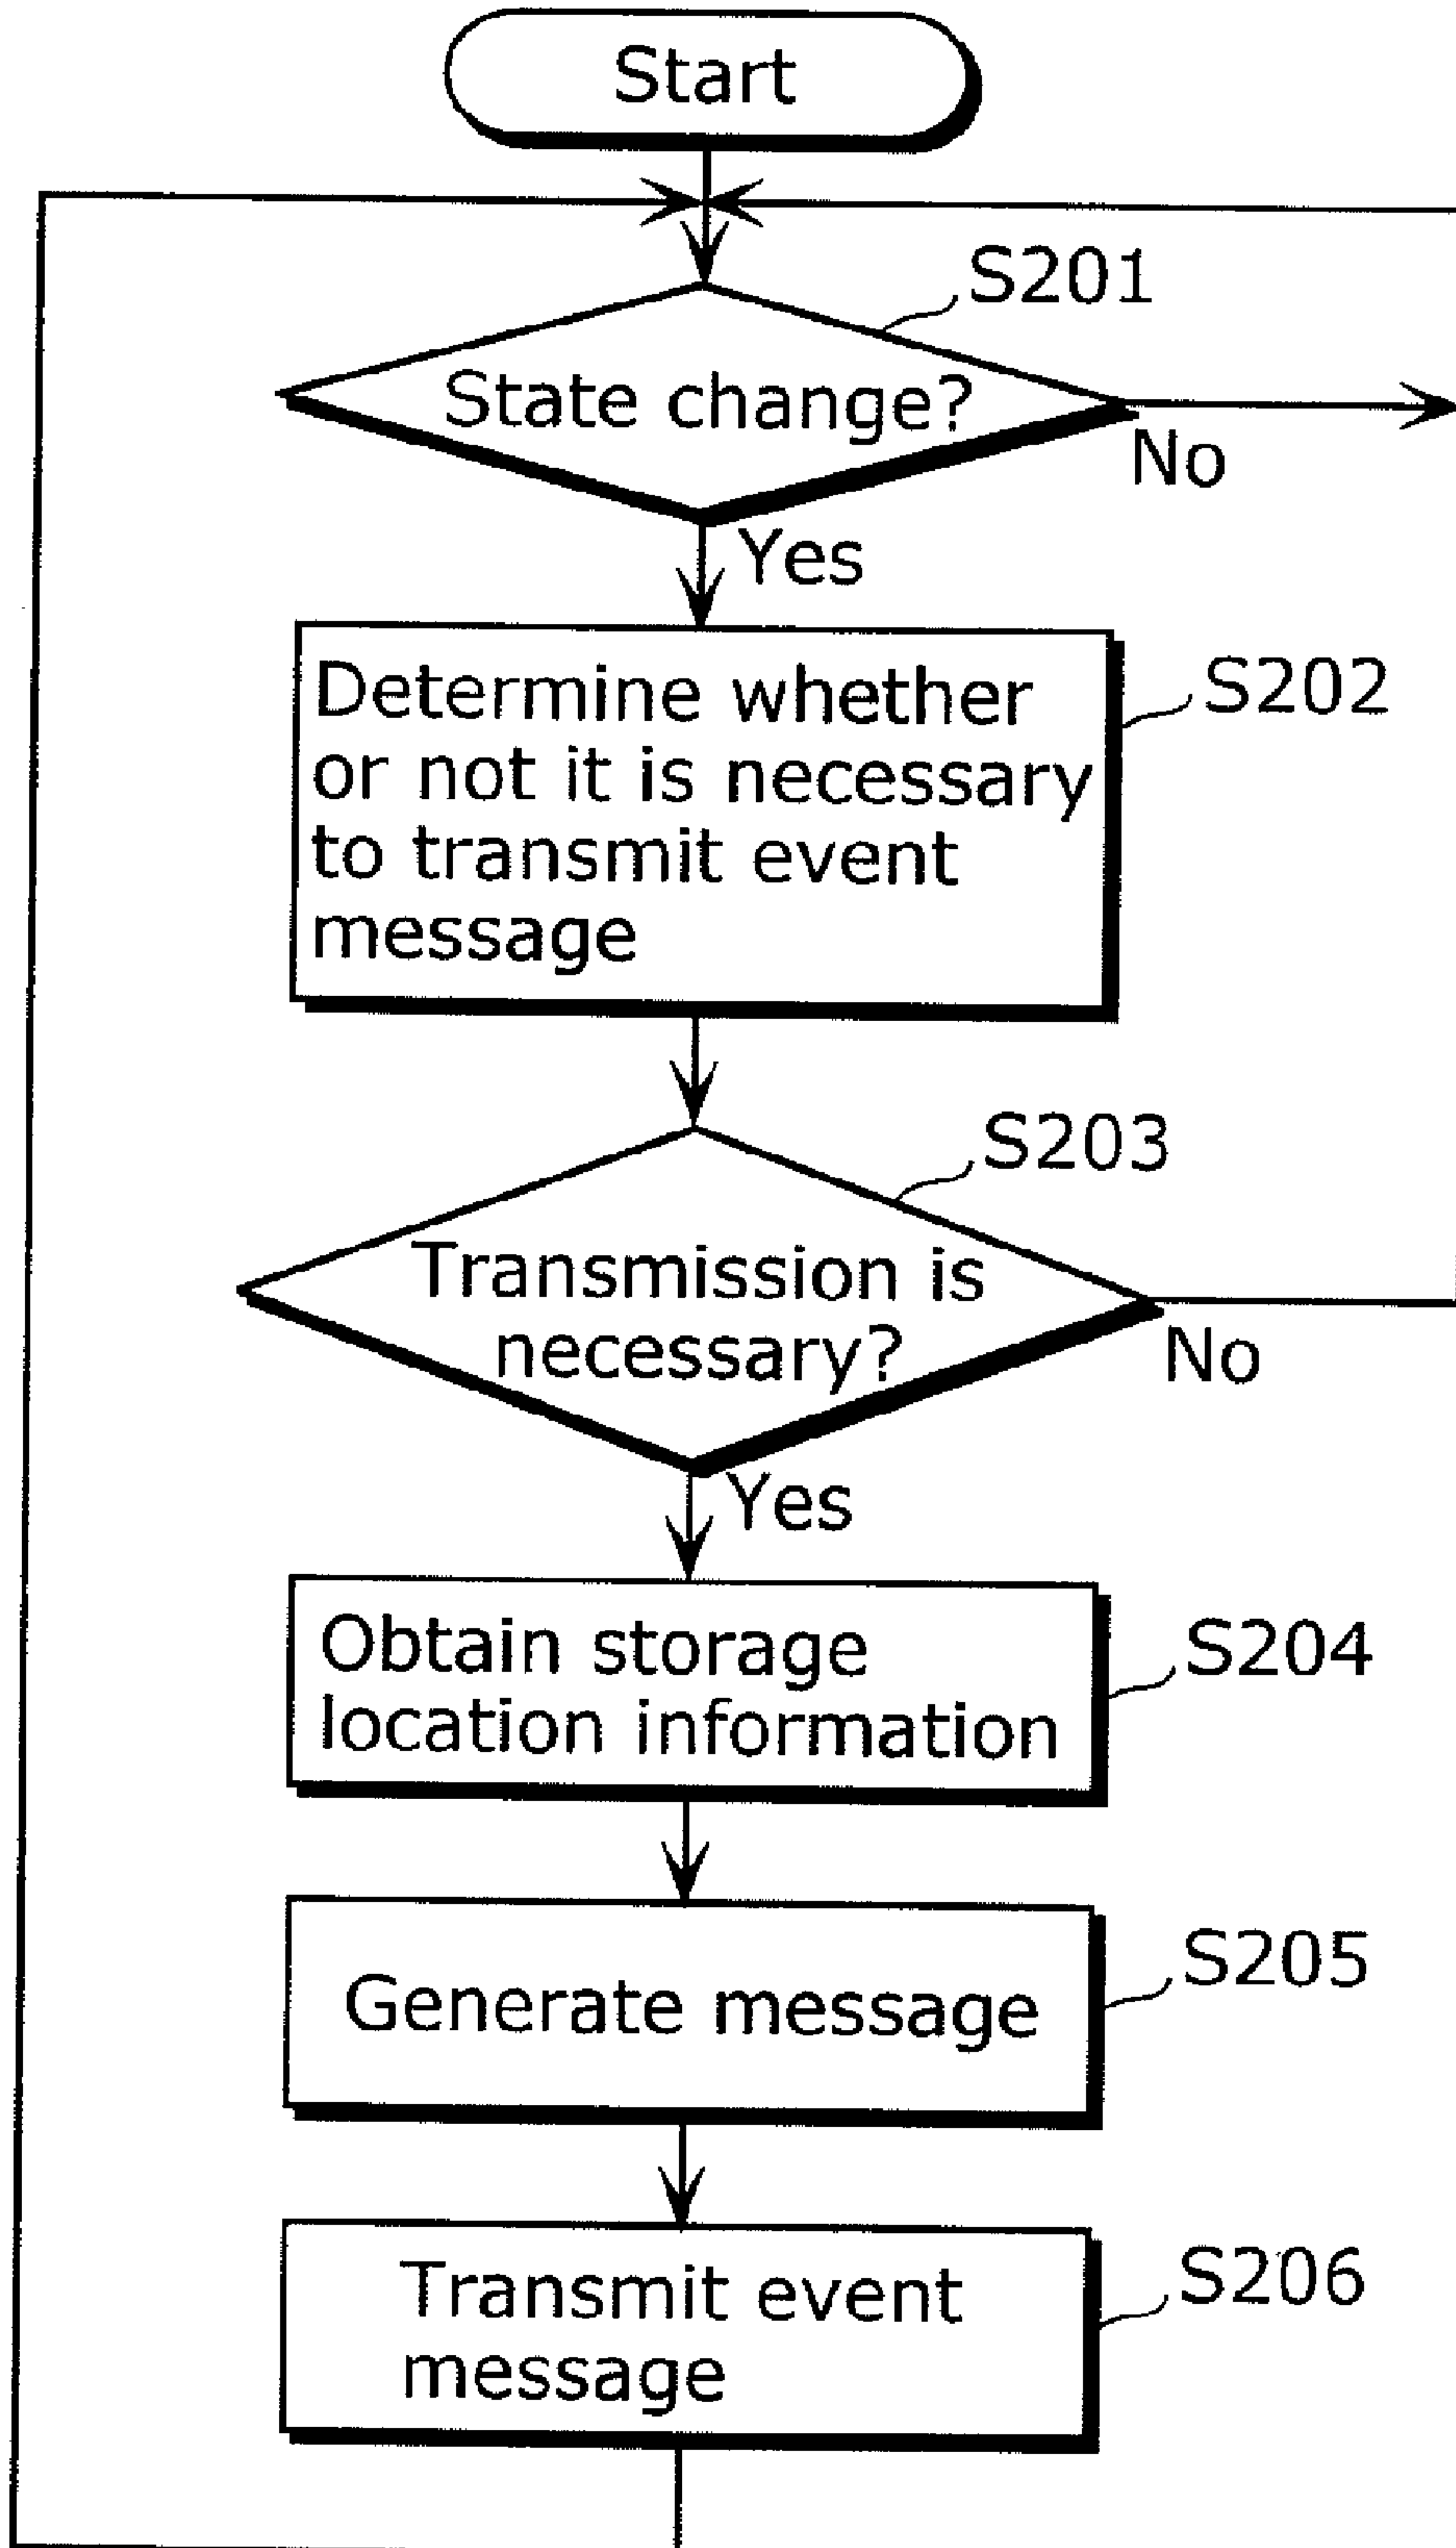 Start
S201
State change?
No
Yes
Determine whether
or not it is necessary
to transmit event
message
S202
S203
Transmission is
necessary?
No
Yes
Obtain storage
location information
S204
Generate message
S205
Transmit event
message
S206